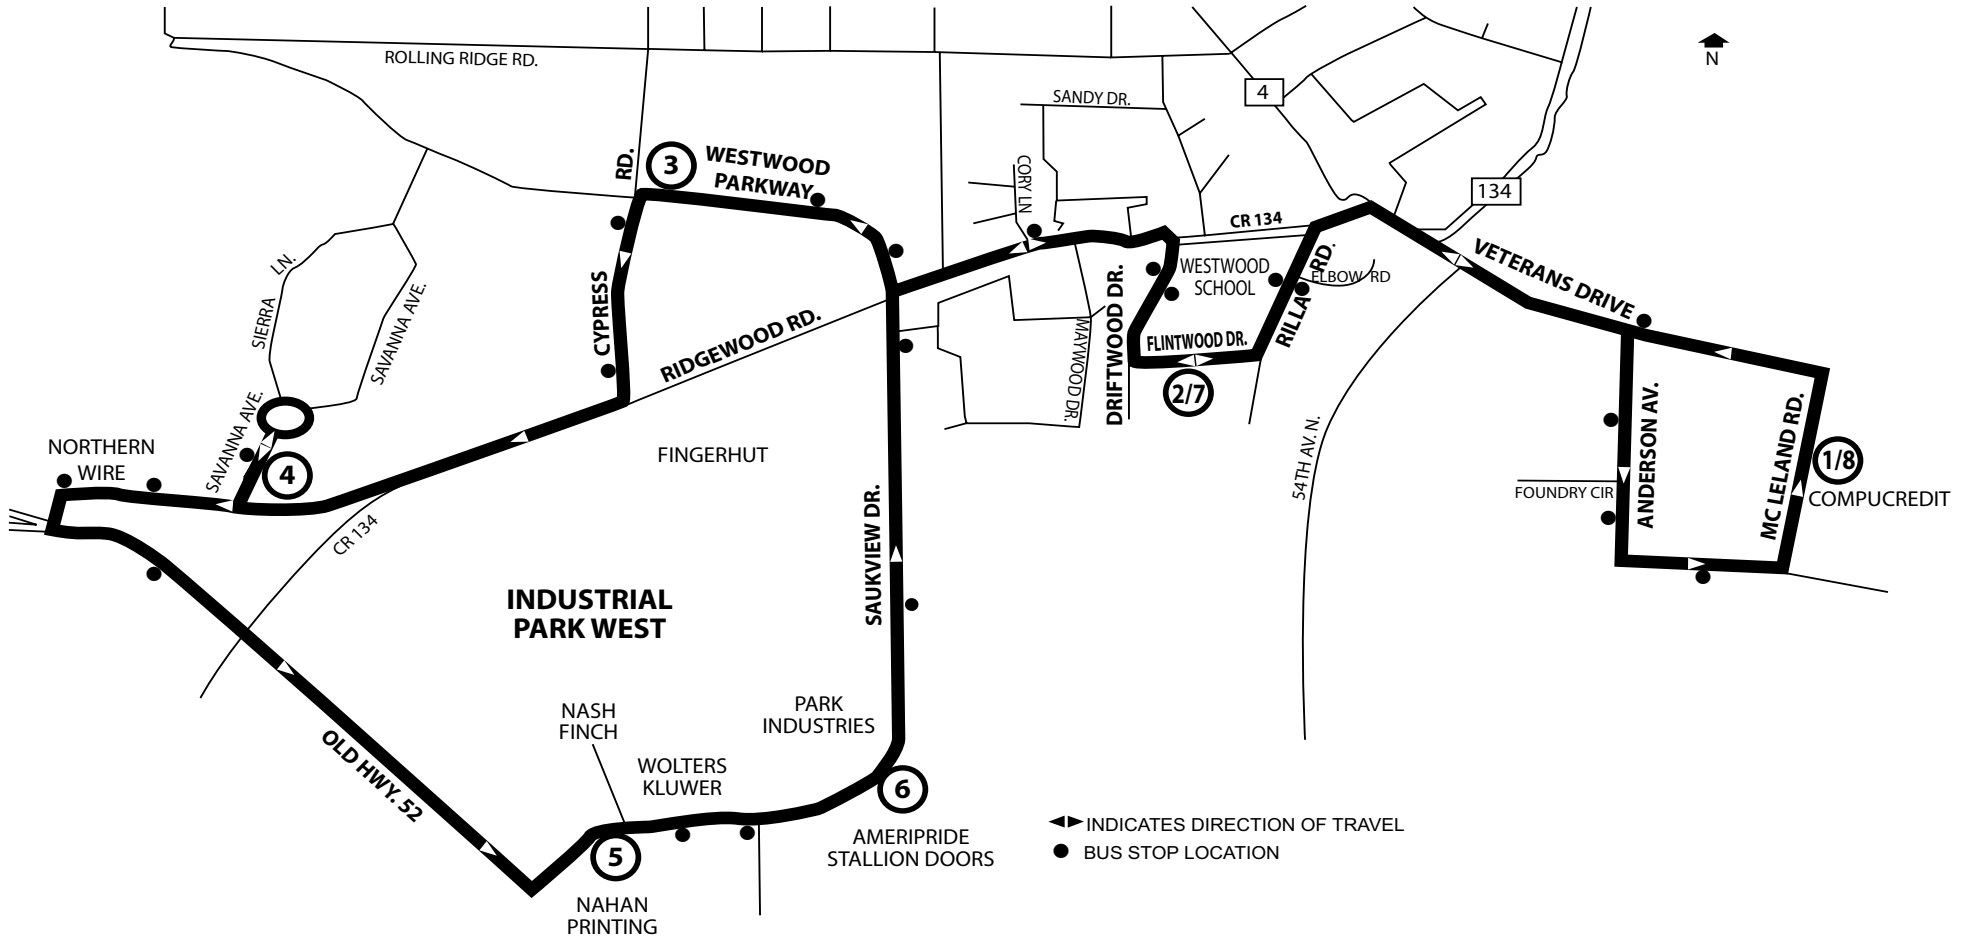 ROLLING RIDGE RD.
N
4
SANDY DR.
134
RD.
3
WESTWOOD
PARKWAY
CORY LN
CR 134
VETERANS DRIVE
SIERRA
LN.
SAVANNA AVE.
CYPRESS
RIDGEWOOD RD.
MAYWOOD DR.
DRIFTWOOD DR.
WESTWOOD
SCHOOL
FLINTWOOD DR.
2/7
RILLA RD.
ELBOW RD
54TH AV. N.
ANDERSON AV.
FOUNDRY CIR
MC LELAND RD.
1/8
COMPUCREDIT
NORTHERN
WIRE
SAVANNA AVE.
4
CR 134
FINGERHUT
SAUKVIEW DR.
INDUSTRIAL
PARK WEST
OLD HWY. 52
NASH
FINCH
PARK
INDUSTRIES
WOLTERS
KLUWER
6
AMERIPRIDE
STALLION DOORS
5
NAHAN
PRINTING
INDICATES DIRECTION OF TRAVEL
BUS STOP LOCATION